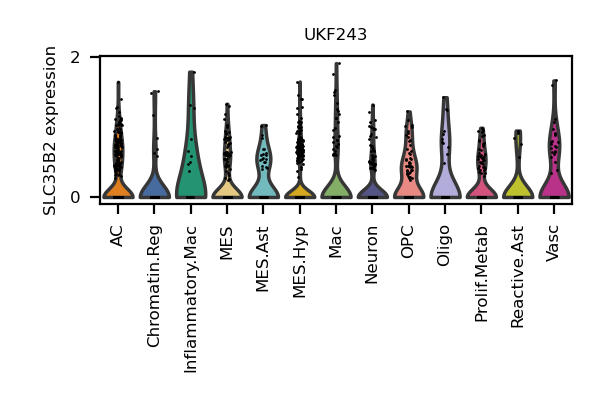 UKF243
SLC35B2 expression
2
0
AC
Chromatin.Reg
Inflammatory.Mac
MES
MES.Ast
MES.Hyp
Mac
Neuron
OPC
Oligo
Prolif.Metab
Reactive.Ast
Vasc